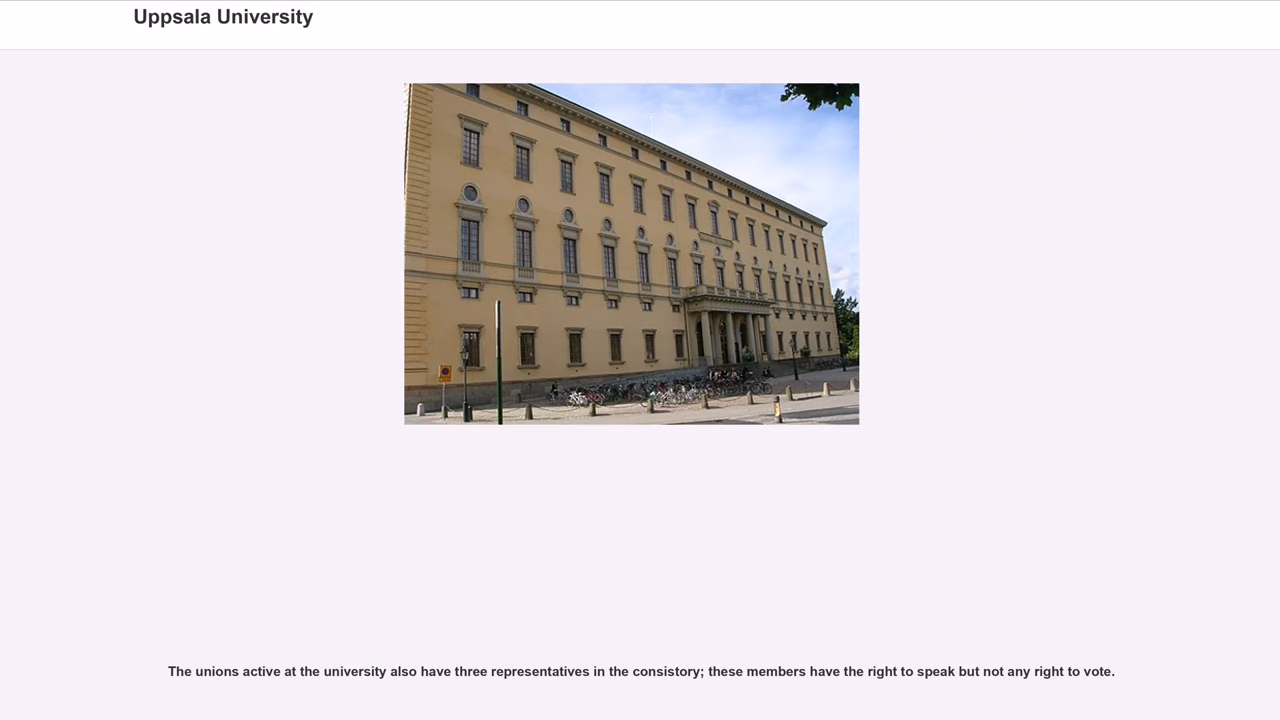 Uppsala University
The unions active at the university also have three representatives in the consistory; these members have the right to speak but not any right to vote.